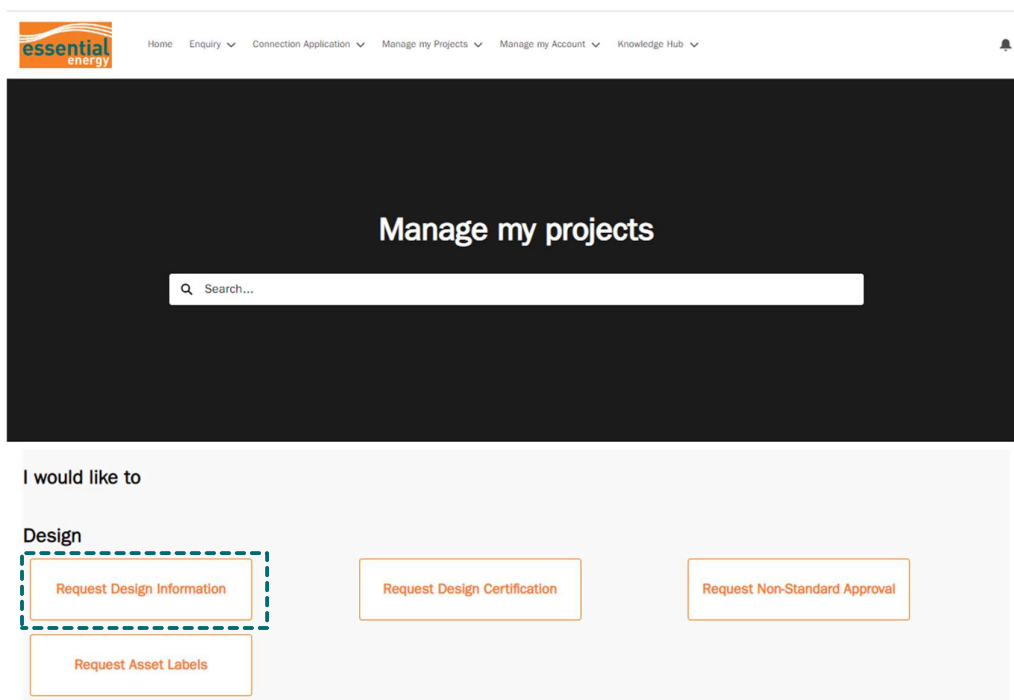 essential
energy
Home Enquiry Connection Application Manage my Projects Manage my Account Knowledge Hub
Manage my projects
Search...
I would like to
Design
Request Design Information Request Design Certification Request Non-Standard Approval
Request Asset Labels